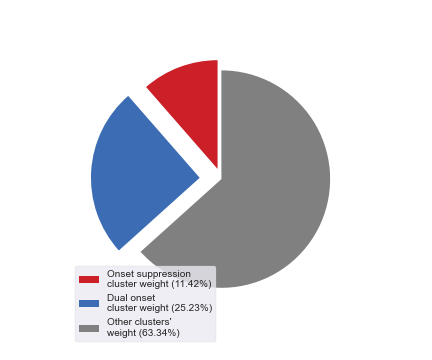 Onset suppression
cluster weight (11.42%)
Dual onset
cluster weight (25.23%)
Other clusters'
weight (63.34%)